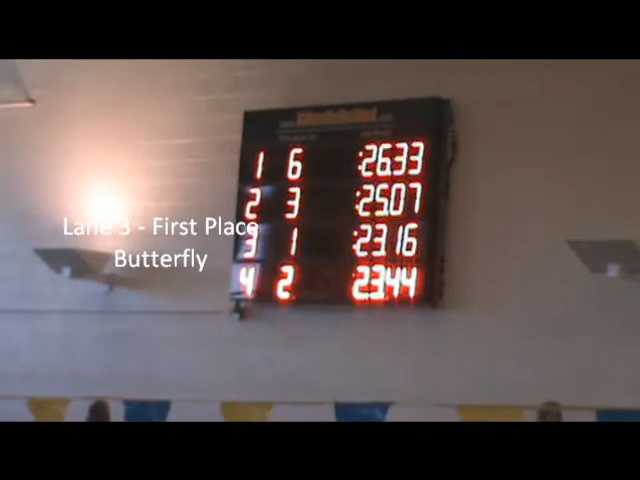 1 6 :26.33
2 3 :25.07
3 1 :23.16
4 2 23.44
Lane 3 - First Place
Butterfly